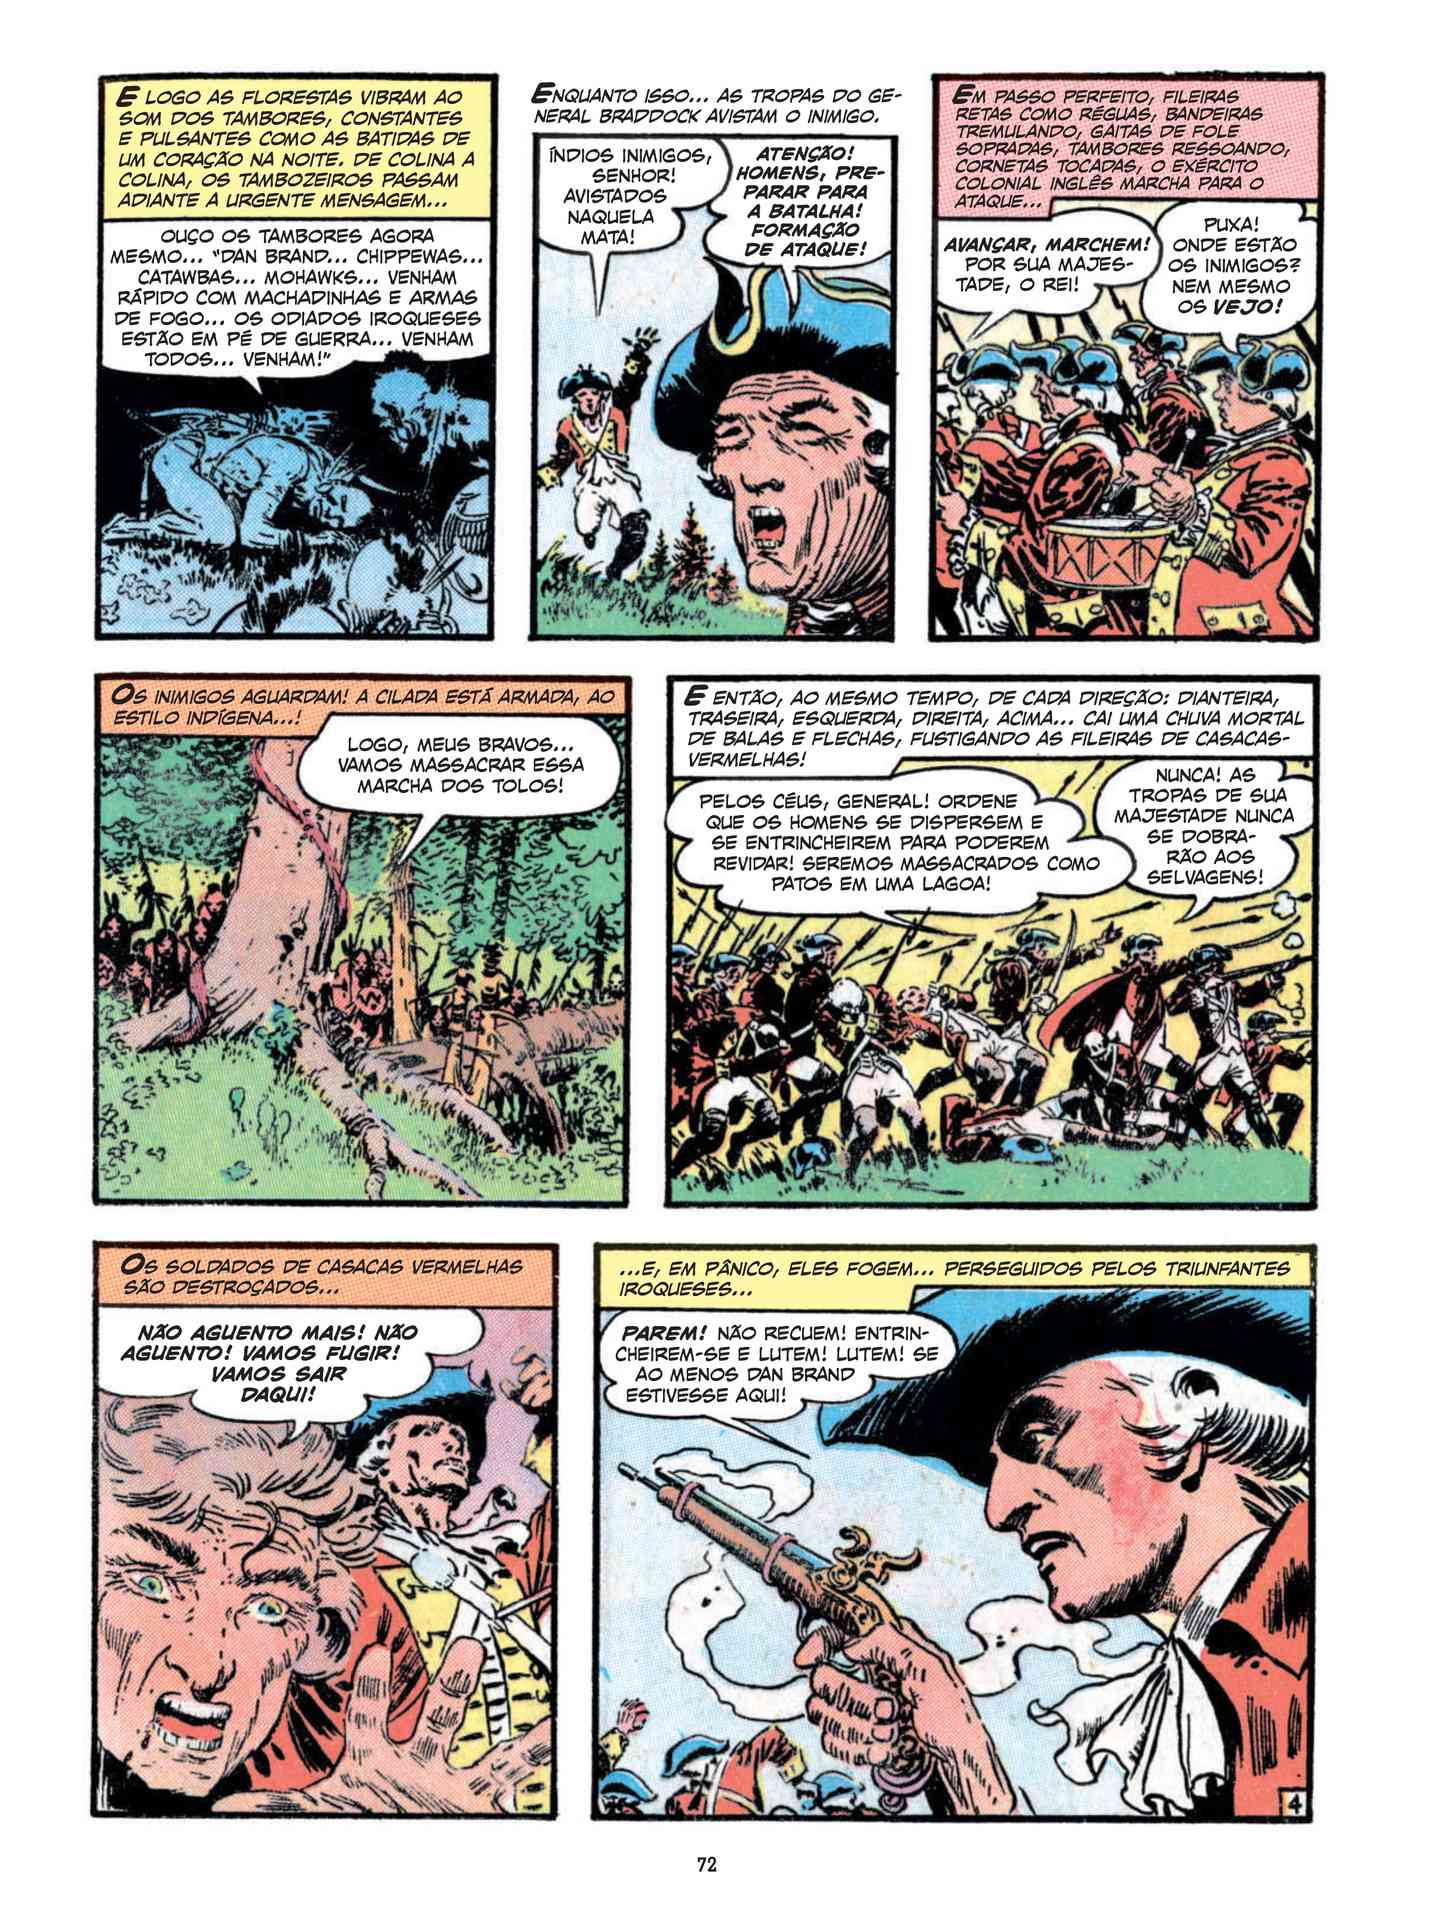 E LOGO AS FLORESTAS VIBRAM AO
SOM DOS TAMBORES, CONSTANTES
E PULSANTES COMO AS BATIDAS DE
UM CORAÇÃO NA NOITE. DE COLINA A
COLINA, OS TAMBOZEIROS PASSAM
ADIANTE A URGENTE MENSAGEM...
OUÇO OS TAMBORES AGORA
MESMO... “DAN BRAND... CHIPPEWAS...
CATAWBAS... MOHAWKS... VENHAM
RÁPIDO COM MACHADINHAS E ARMAS
DE FOGO... OS ODIADOS IROQUESES
ESTÃO EM PÉ DE GUERRA... VENHAM
TODOS... VENHAM!”
ENQUANTO ISSO... AS TROPAS DO GE-
NERAL BRADDOCK AVISTAM O INIMIGO.
ÍNDIOS INIMIGOS,
SENHOR!
AVISTADOS
NAQUELA
MATA!
ATENÇÃO!
HOMENS, PRE-
PARAR PARA
A BATALHA!
FORMAÇÃO
DE ATAQUE!
EM PASSO PERFEITO, FILEIRAS
RETAS COMO RÉGUAS, BANDEIRAS
TREMULANDO, GAITAS DE FOLE
SOPRADAS, TAMBORES RESSOANDO,
CORNETAS TOCADAS, O EXÉRCITO
COLONIAL INGLÊS MARCHA PARA O
ATAQUE...
AVANÇAR, MARCHEM!
POR SUA MAJES-
TADE, O REI!
PUXA!
ONDE ESTÃO
OS INIMIGOS?
NEM MESMO
OS VEJO!
OS INIMIGOS AGUARDAM! A CILADA ESTÁ ARMADA, AO
ESTILO INDÍGENA...!
LOGO, MEUS BRAVOS...
VAMOS MASSACRAR ESSA
MARCHA DOS TOLOS!
E ENTÃO, AO MESMO TEMPO, DE CADA DIREÇÃO: DIANTEIRA,
TRASEIRA, ESQUERDA, DIREITA, ACIMA... CAI UMA CHUVA MORTAL
DE BALAS E FLECHAS, FUSTIGANDO AS FILEIRAS DE CASACAS-
VERMELHAS!
PELOS CÉUS, GENERAL! ORDENE
QUE OS HOMENS SE DISPERSEM E
SE ENTRINCHEIREM PARA PODEREM
REVIDAR! SEREMOS MASSACRADOS COMO
PATOS EM UMA LAGOA!
NUNCA! AS
TROPAS DE SUA
MAJESTADE NUNCA
SE DOBRA-
RÃO AOS
SELVAGENS!
OS SOLDADOS DE CASACAS VERMELHAS
SÃO DESTROÇADOS...
NÃO AGUENTO MAIS! NÃO
AGUENTO! VAMOS FUGIR!
VAMOS SAIR
DAQUI!
...E, EM PÂNICO, ELES FOGEM... PERSEGUIDOS PELOS TRIUNFANTES
IROQUESES...
PAREM! NÃO RECUEM! ENTRIN-
CHEIREM-SE E LUTEM! LUTEM! SE
AO MENOS DAN BRAND
ESTIVESSE AQUI!
4
72